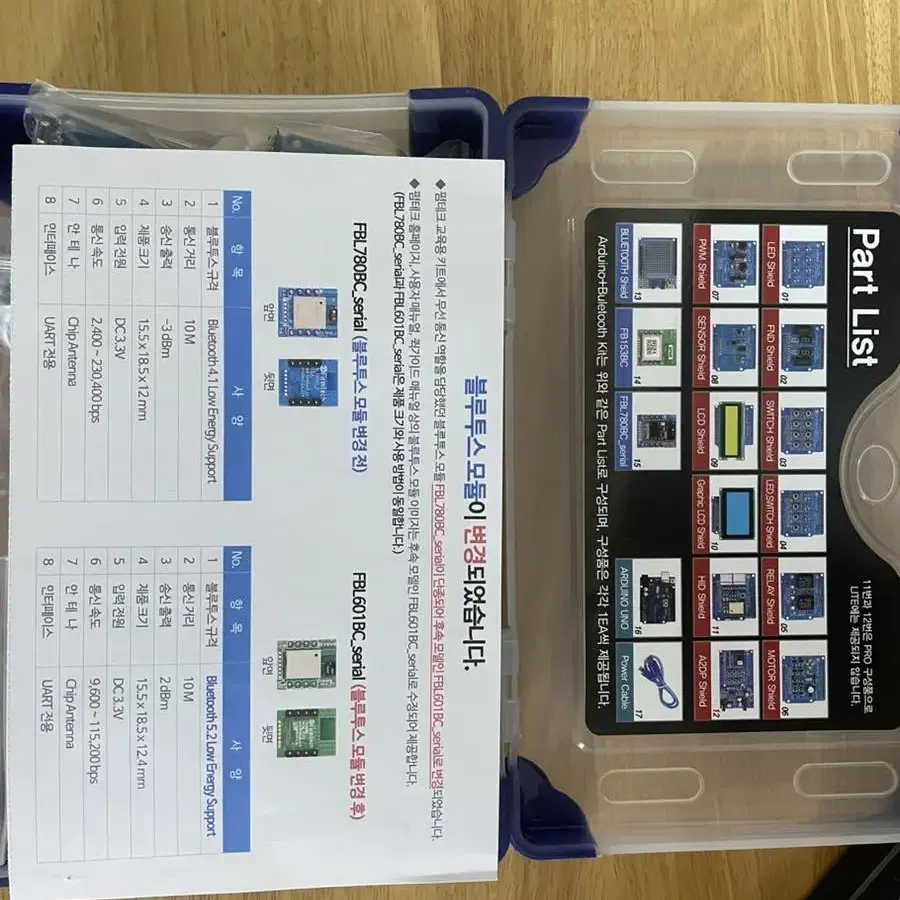 블루투스 모듈이 변경되었습니다.
◆ 펌테크 교육용 키트에서 무선 통신 역할을 담당했던 블루투스 모듈 FBL780BC_serial이 단종되어 후속 모델인 FBL601BC_serial로 변경되었습니다.
◆ 펌테크 홈페이지, 사용자 매뉴얼, 퀵가이드 매뉴얼 상의 블루투스 모듈 이미지는 후속 모델인 FBL601BC_serial로 수정되어 제공합니다.
(FBL780BC_serial과 FBL601BC_serial은 제품 크기와 사용 방법이 동일합니다.)
FBL780BC_serial (블루투스 모듈 변경 전)
앞면
뒷면
No. 항 목 사 양
1 블루투스 규격 Bluetooth 4.1 Low Energy Support
2 통신 거리 10 M
3 송신 출력 -3 dBm
4 제품 크기 15.5 x 18.5 x 12 mm
5 입력 전원 DC 3.3V
6 통신 속도 2,400 ~ 230,400 bps
7 안 테 나 Chip Antenna
8 인터페이스 UART 전용
FBL601BC_serial (블루투스 모듈 변경 후)
앞면
뒷면
No. 항 목 사 양
1 블루투스 규격 Bluetooth 5.2 Low Energy Support
2 통신 거리 10 M
3 송신 출력 2 dBm
4 제품 크기 15.5 x 18.5 x 12.4 mm
5 입력 전원 DC 3.3V
6 통신 속도 9,600 ~ 115,200 bps
7 안 테 나 Chip Antenna
8 인터페이스 UART 전용
Part List
11번과 12번은 PRO 구성품으로
LITE에는 제공되지 않습니다.
01 LED Shield
02 FND Shield
03 SWITCH Shield
04 LED,SWITCH Shield
05 RELAY Shield
06 MOTOR Shield
07 PWM Shield
08 SENSOR Shield
09 LCD Shield
10 Graphic LCD Shield
11 HID Shield
12 A2DP Shield
13 BLUETOOTH Shield
14 FB153BC
15 FBL780BC_serial
16 ARDUINO UNO
17 Power Cable
Arduino+Buletooth Kit는 위와 같은 Part List로 구성되며, 구성품은 각각 1EA씩 제공됩니다.